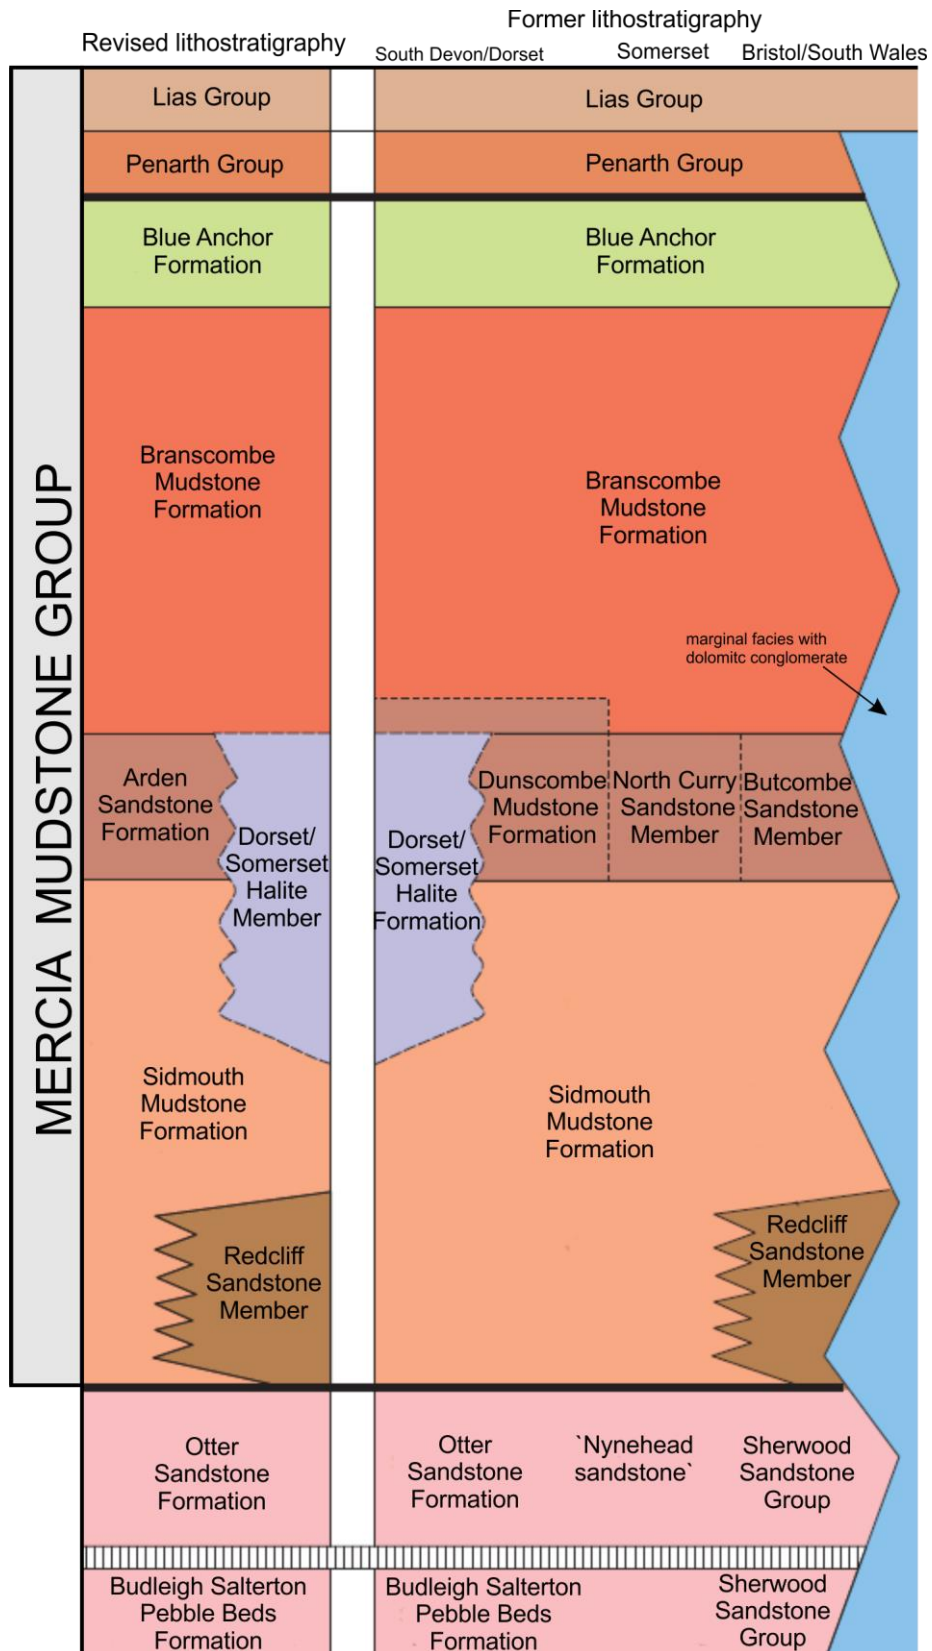 Former lithostratigraphy
Revised lithostratigraphy
South Devon/Dorset
Somerset
Bristol/South Wales
MERCIA MUDSTONE GROUP
Lias Group
Lias Group
Penarth Group
Penarth Group
Blue Anchor
Formation
Blue Anchor
Formation
Branscombe
Mudstone
Formation
Branscombe
Mudstone
Formation
marginal facies with
dolomitc conglomerate
Arden
Sandstone
Formation
Dorset/
Somerset
Halite
Member
Dorset/
Somerset
Halite
Formation
Dunscombe
Mudstone
Formation
North Curry
Sandstone
Member
Butcombe
Sandstone
Member
Sidmouth
Mudstone
Formation
Sidmouth
Mudstone
Formation
Redcliff
Sandstone
Member
Redcliff
Sandstone
Member
Otter
Sandstone
Formation
Otter
Sandstone
Formation
`Nynehead
sandstone`
Sherwood
Sandstone
Group
Budleigh Salterton
Pebble Beds
Formation
Budleigh Salterton
Pebble Beds
Formation
Sherwood
Sandstone
Group